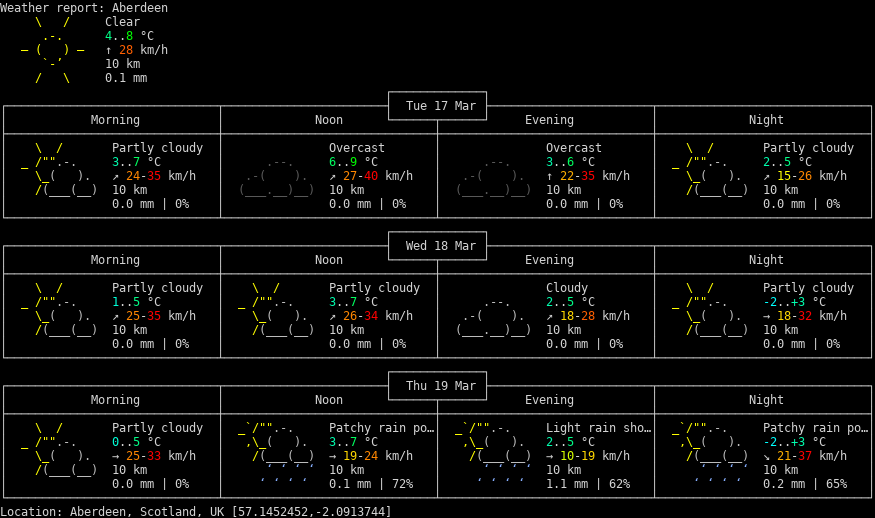 Weather report: Aberdeen
Clear
4..8 °C
↑ 28 km/h
10 km
0.1 mm
Tue 17 Mar
Morning Noon Evening Night
Partly cloudy Overcast Overcast Partly cloudy
3..7 °C 6..9 °C 3..6 °C 2..5 °C
↗ 24-35 km/h ↗ 27-40 km/h ↑ 22-35 km/h ↗ 15-26 km/h
10 km 10 km 10 km 10 km
0.0 mm | 0% 0.0 mm | 0% 0.0 mm | 0% 0.0 mm | 0%
Wed 18 Mar
Morning Noon Evening Night
Partly cloudy Partly cloudy Cloudy Partly cloudy
1..5 °C 3..7 °C 2..5 °C -2..+3 °C
↗ 25-35 km/h ↗ 26-34 km/h ↗ 18-28 km/h → 18-32 km/h
10 km 10 km 10 km 10 km
0.0 mm | 0% 0.0 mm | 0% 0.0 mm | 0% 0.0 mm | 0%
Thu 19 Mar
Morning Noon Evening Night
Partly cloudy Patchy rain po… Light rain sho… Patchy rain po…
0..5 °C 3..7 °C 2..5 °C -2..+3 °C
→ 25-33 km/h → 19-24 km/h → 10-19 km/h ↘ 21-37 km/h
10 km 10 km 10 km 10 km
0.0 mm | 0% 0.1 mm | 72% 1.1 mm | 62% 0.2 mm | 65%
Location: Aberdeen, Scotland, UK [57.1452452,-2.0913744]